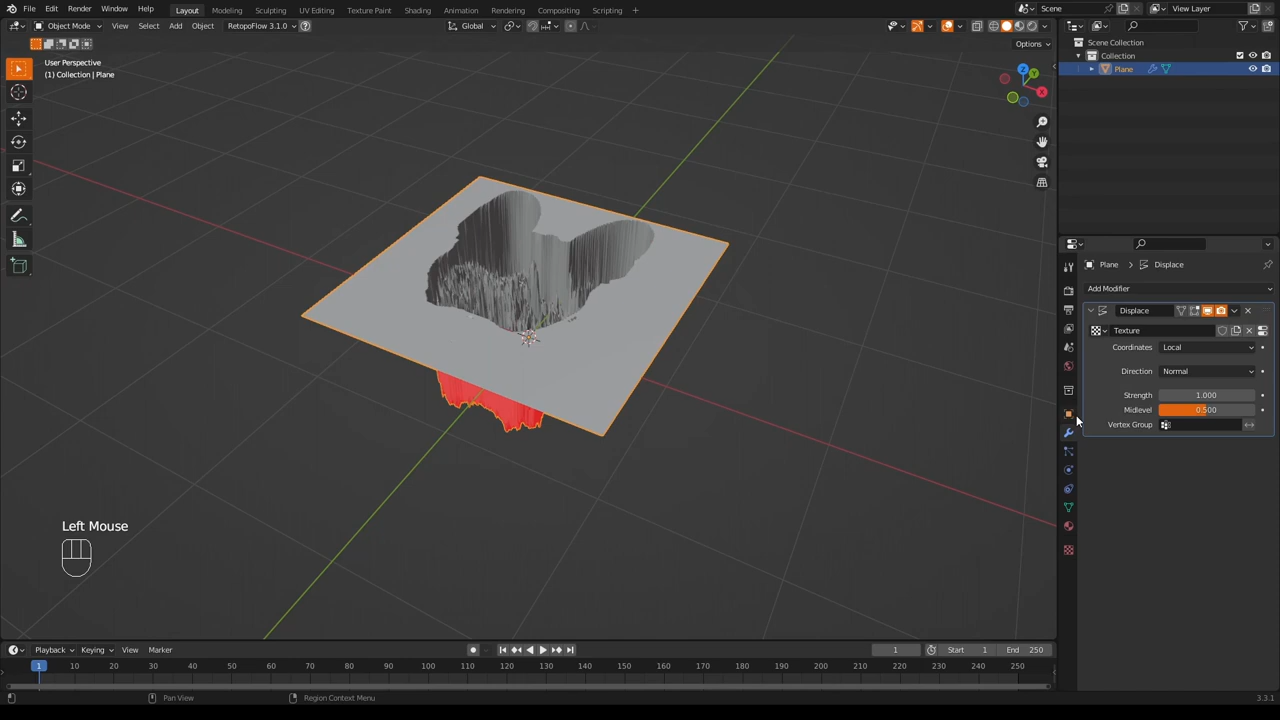 File Edit Render Window Help Layout Modeling Sculpting UV Editing Texture Paint Shading Animation Rendering Compositing Scripting + Scene View Layer
Object Mode View Select Add Object RetopoFlow 3.1.0 Global
Options
User Perspective
(1) Collection | Plane
Z
Y
X
Left Mouse
Scene Collection
Collection
Plane
Plane > Displace
Add Modifier
Displace
Texture
Coordinates Local
Direction Normal
Strength 1.000
Midlevel 0.500
Vertex Group
Playback Keying View Marker 1 Start 1 End 250
1 10 20 30 40 50 60 70 80 90 100 110 120 130 140 150 160 170 180 190 200 210 220 230 240 250
Pan View Region Context Menu 3.3.1